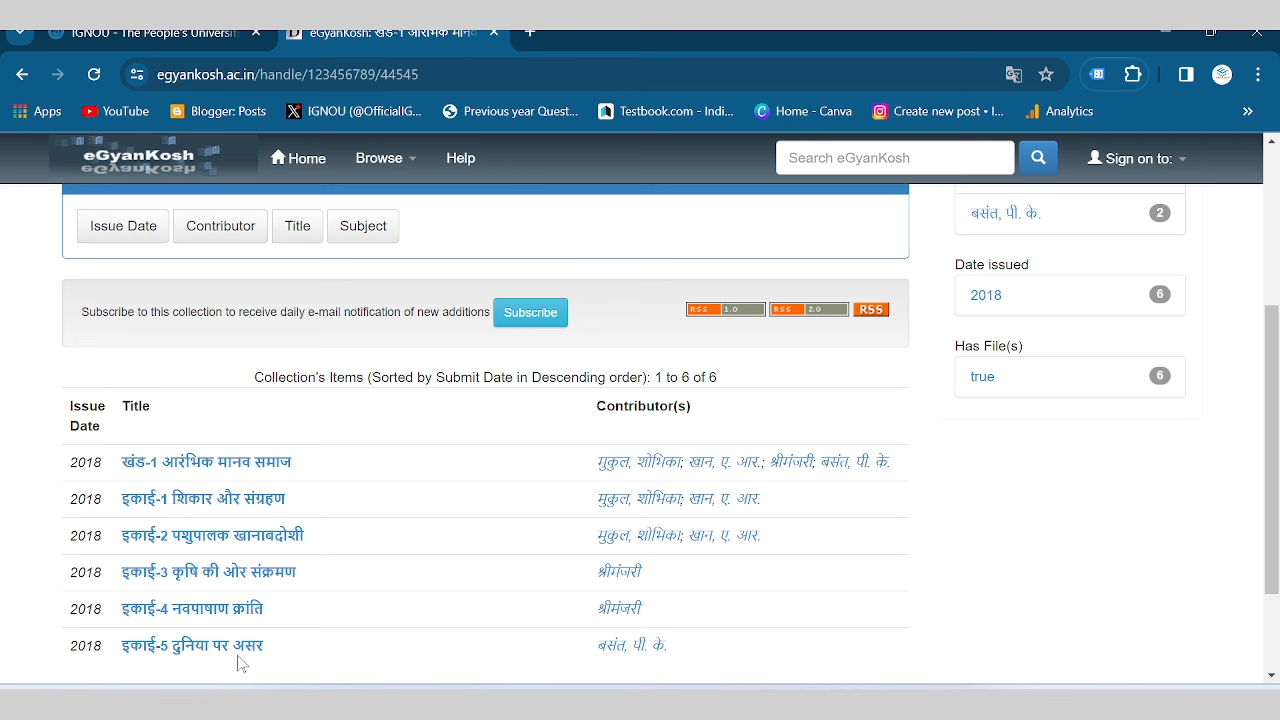 IGNOU - The People's Universit
eGyanKosh: खंड-1 आरंभिक मानव
egyankosh.ac.in/handle/123456789/44545
Apps YouTube Blogger: Posts IGNOU (@OfficialIG... Previous year Quest... Testbook.com - Indi... Home - Canva Create new post • I... Analytics »
eGyanKosh Home Browse Help Search eGyanKosh Sign on to:
Issue Date Contributor Title Subject
बसंत, पी. के. 2
Date issued
2018 6
Subscribe to this collection to receive daily e-mail notification of new additions Subscribe RSS 1.0 RSS 2.0 RSS
Has File(s)
true 6
Collection's Items (Sorted by Submit Date in Descending order): 1 to 6 of 6
Issue Date Title Contributor(s)
2018 खंड-1 आरंभिक मानव समाज मुकुल, शोभिका; खान, ए. आर.; श्रीमंजरी; बसंत, पी. के.
2018 इकाई-1 शिकार और संग्रहण मुकुल, शोभिका; खान, ए. आर.
2018 इकाई-2 पशुपालक खानाबदोशी मुकुल, शोभिका; खान, ए. आर.
2018 इकाई-3 कृषि की ओर संक्रमण श्रीमंजरी
2018 इकाई-4 नवपाषाण क्रांति श्रीमंजरी
2018 इकाई-5 दुनिया पर असर बसंत, पी. के.